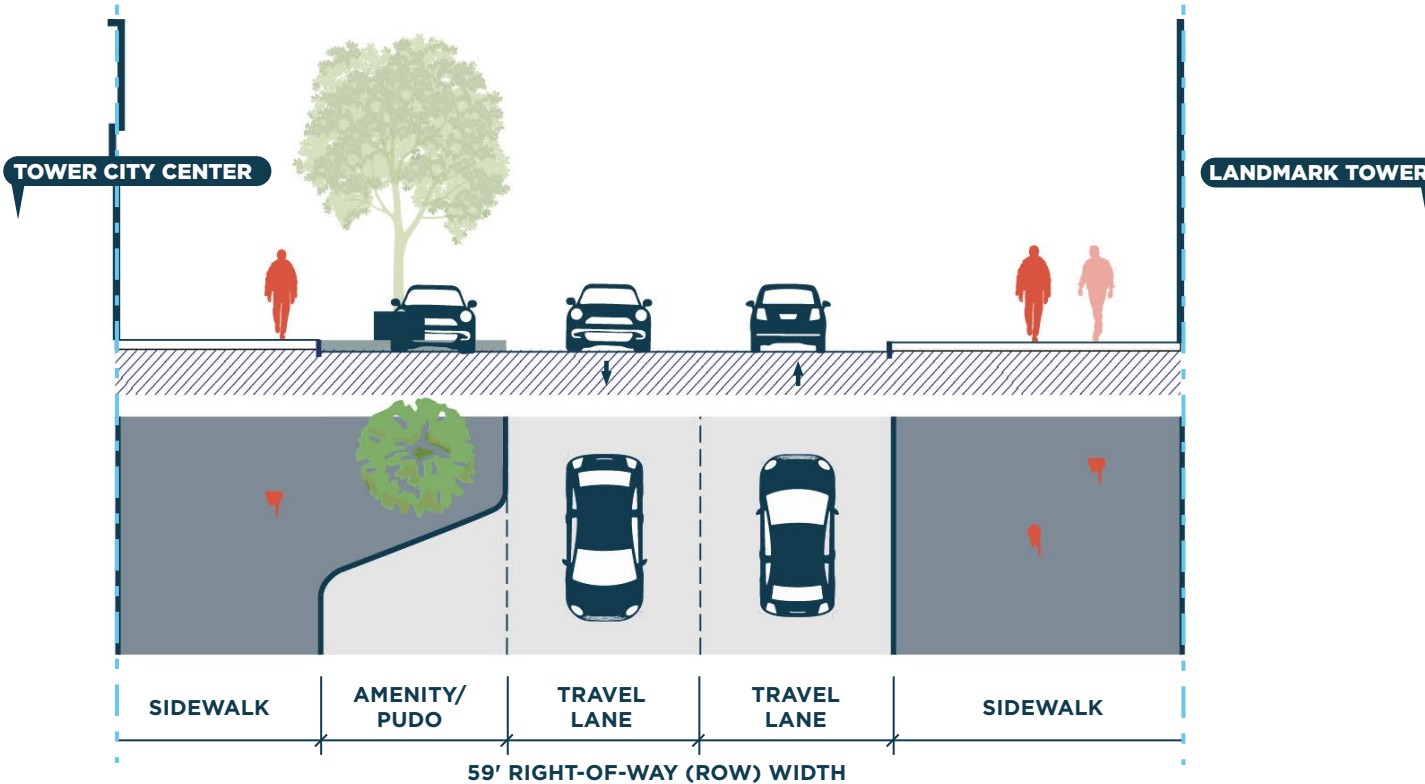 TOWER CITY CENTER
LANDMARK TOWER
SIDEWALK
AMENITY/
PUDO
TRAVEL
LANE
TRAVEL
LANE
SIDEWALK
59' RIGHT-OF-WAY (ROW) WIDTH